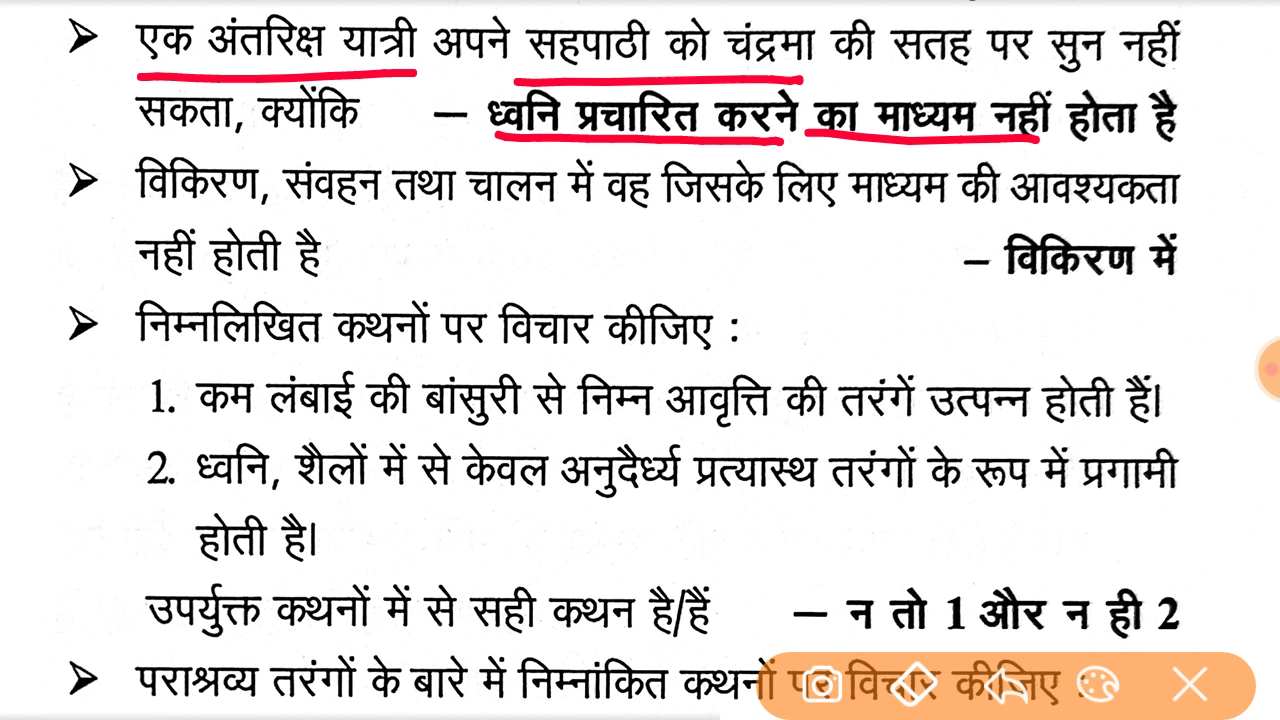 ➤ एक अंतरिक्ष यात्री अपने सहपाठी को चंद्रमा की सतह पर सुन नहीं
सकता, क्योंकि – ध्वनि प्रचारित करने का माध्यम नहीं होता है
➤ विकिरण, संवहन तथा चालन में वह जिसके लिए माध्यम की आवश्यकता
नहीं होती है – विकिरण में
➤ निम्नलिखित कथनों पर विचार कीजिए :
1. कम लंबाई की बांसुरी से निम्न आवृत्ति की तरंगें उत्पन्न होती हैं।
2. ध्वनि, शैलों में से केवल अनुदैर्ध्य प्रत्यास्थ तरंगों के रूप में प्रगामी
होती है।
उपर्युक्त कथनों में से सही कथन है/हैं – न तो 1 और न ही 2
➤ पराश्रव्य तरंगों के बारे में निम्नांकित कथनों पर विचार कीजिए :